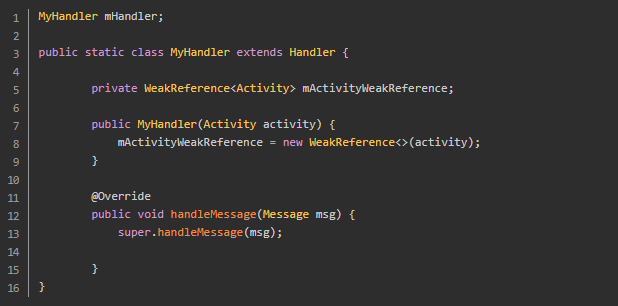 1 MyHandler mHandler;
2
3 public static class MyHandler extends Handler {
4
5 private WeakReference<Activity> mActivityWeakReference;
6
7 public MyHandler(Activity activity) {
8 mActivityWeakReference = new WeakReference<>(activity);
9 }
10
11 @Override
12 public void handleMessage(Message msg) {
13 super.handleMessage(msg);
14
15 }
16 }